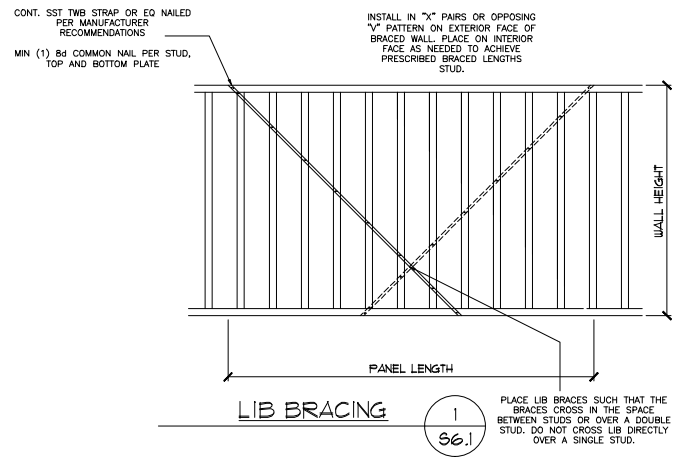 CONT. SST TWB STRAP OR EQ NAILED
PER MANUFACTURER
RECOMMENDATIONS
MIN (1) 8d COMMON NAIL PER STUD,
TOP AND BOTTOM PLATE
INSTALL IN "X" PAIRS OR OPPOSING
"V" PATTERN ON EXTERIOR FACE OF
BRACED WALL. PLACE ON INTERIOR
FACE AS NEEDED TO ACHIEVE
PRESCRIBED BRACED LENGTHS
STUD.
WALL HEIGHT
PANEL LENGTH
LIB BRACING
1
S6.1
PLACE LIB BRACES SUCH THAT THE
BRACES CROSS IN THE SPACE
BETWEEN STUDS OR OVER A DOUBLE
STUD. DO NOT CROSS LIB DIRECTLY
OVER A SINGLE STUD.